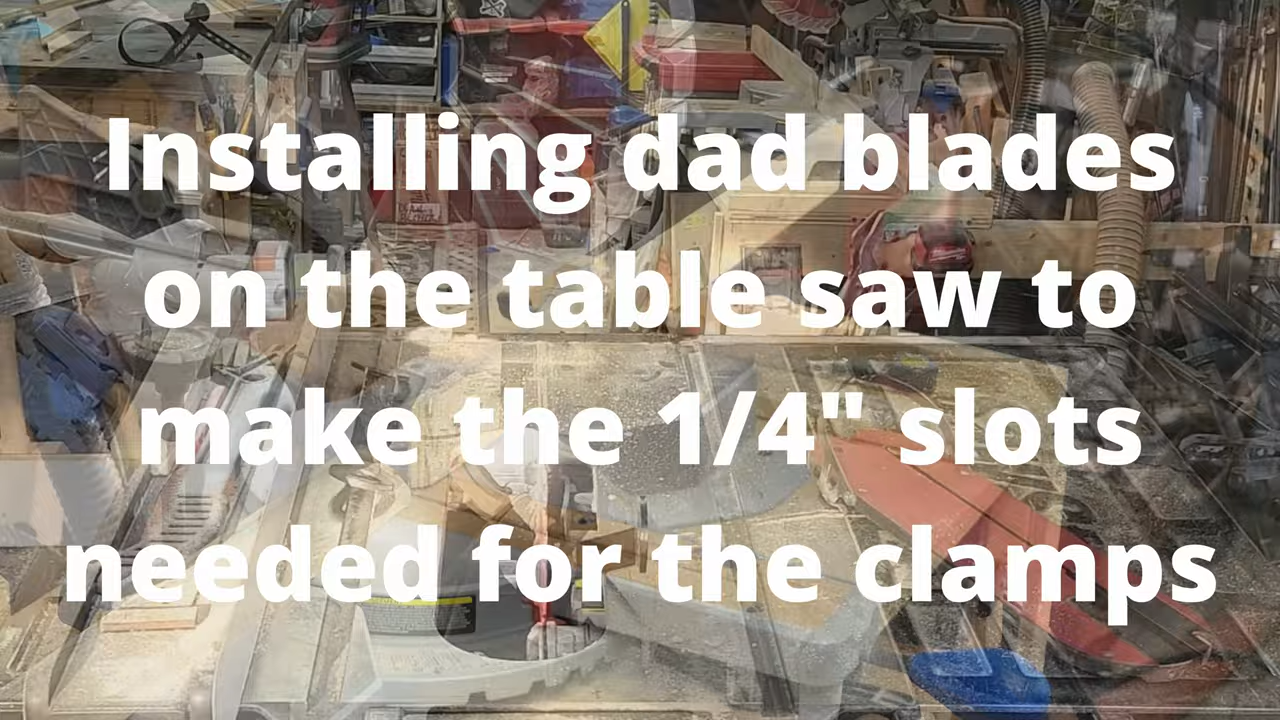 Installing dad blades
on the table saw to
make the 1/4" slots
needed for the clamps